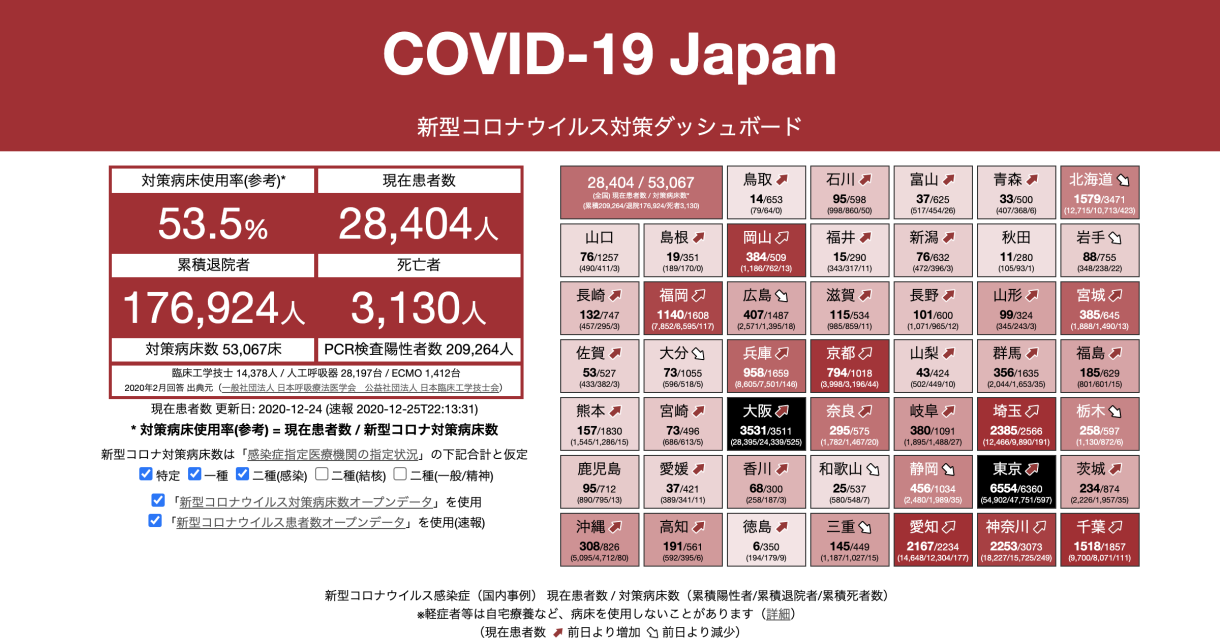 COVID-19 Japan
新型コロナウイルス対策ダッシュボード
対策病床使用率(参考)*
現在患者数
53.5%
28,404人
累積退院者
死亡者
176,924人
3,130人
対策病床数 53,067床
PCR検査陽性者数 209,264人
臨床工学技士 14,378人 / 人工呼吸器 28,197台 / ECMO 1,412台
2020年2月回答 出典元（一般社団法人 日本呼吸療法医学会　公益社団法人 日本臨床工学技士会）
現在患者数 更新日: 2020-12-24 (速報 2020-12-25T22:13:31)
* 対策病床使用率(参考) = 現在患者数 / 新型コロナ対策病床数
新型コロナ対策病床数は「感染症指定医療機関の指定状況」の下記合計と仮定
特定 一種 二種(感染) 二種(結核) 二種(一般/精神)
「新型コロナウイルス対策病床数オープンデータ」を使用
「新型コロナウイルス患者数オープンデータ」を使用(速報)
28,404 / 53,067
(全国) 現在患者数 / 対策病床数*
(累積209,264/退院176,924/死者3,130)
鳥取
14/653
(79/64/0)
石川
95/598
(998/860/50)
富山
37/625
(517/454/26)
青森
33/500
(407/368/6)
北海道
1579/3471
(12,715/10,713/423)
山口
76/1257
(490/411/3)
島根
19/351
(189/170/0)
岡山
384/509
(1,186/762/13)
福井
15/290
(343/317/11)
新潟
76/632
(472/396/3)
秋田
11/280
(105/93/1)
岩手
88/755
(348/238/22)
長崎
132/747
(457/295/3)
福岡
1140/1608
(7,852/6,595/117)
広島
407/1487
(2,571/1,395/18)
滋賀
115/534
(985/859/11)
長野
101/600
(1,071/965/12)
山形
99/324
(345/243/3)
宮城
385/645
(1,888/1,490/13)
佐賀
53/527
(433/382/3)
大分
73/1055
(596/518/5)
兵庫
958/1659
(8,605/7,501/146)
京都
794/1018
(3,998/3,196/44)
山梨
43/424
(502/449/10)
群馬
356/1635
(2,044/1,653/35)
福島
185/629
(801/601/15)
熊本
157/1830
(1,545/1,286/15)
宮崎
73/496
(686/613/5)
大阪
3531/3511
(28,395/24,339/525)
奈良
295/575
(1,782/1,467/20)
岐阜
380/1091
(1,895/1,488/27)
埼玉
2385/2566
(12,466/9,890/191)
栃木
258/597
(1,130/872/6)
鹿児島
95/712
(890/795/13)
愛媛
37/421
(389/341/11)
香川
68/300
(258/187/3)
和歌山
25/537
(580/548/7)
静岡
456/1034
(2,480/1,989/35)
東京
6554/6360
(54,902/47,751/597)
茨城
234/874
(2,226/1,957/35)
沖縄
308/826
(5,095/4,712/80)
高知
191/561
(592/395/6)
徳島
6/350
(194/179/9)
三重
145/449
(1,187/1,027/15)
愛知
2167/2234
(14,648/12,304/177)
神奈川
2253/3073
(18,227/15,725/249)
千葉
1518/1857
(9,700/8,071/111)
新型コロナウイルス感染症（国内事例） 現在患者数 / 対策病床数（累積陽性者/累積退院者/累積死者数）
※軽症者等は自宅療養など、病床を使用しないことがあります（詳細）
（現在患者数 前日より増加 前日より減少）